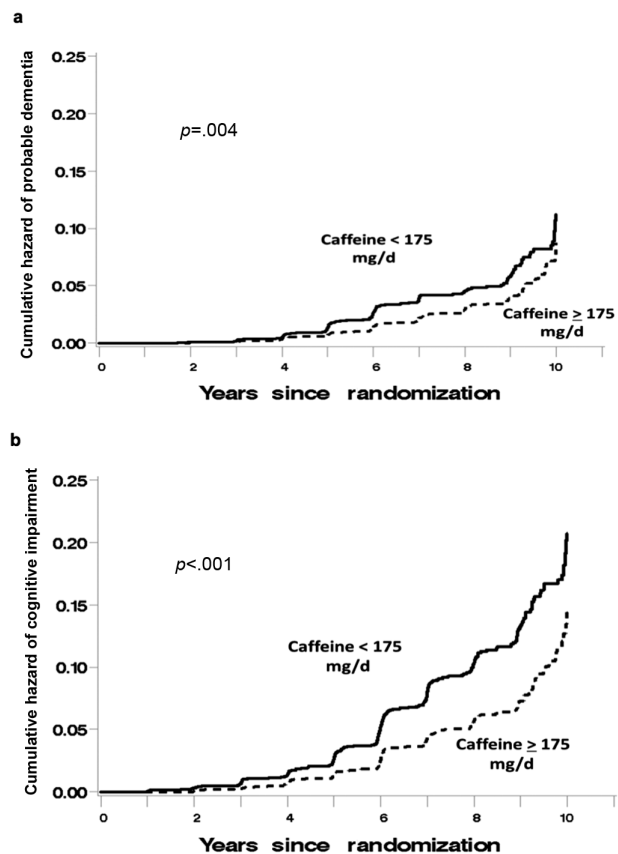 a
Cumulative hazard of probable dementia
0.25
0.20
0.15
0.10
0.05
0.00
p=.004
Caffeine < 175
mg/d
Caffeine ≥ 175
mg/d
0 2 4 6 8 10
Years since randomization
b
Cumulative hazard of cognitive impairment
0.25
0.20
0.15
0.10
0.05
0.00
p<.001
Caffeine < 175
mg/d
Caffeine ≥ 175
mg/d
0 2 4 6 8 10
Years since randomization